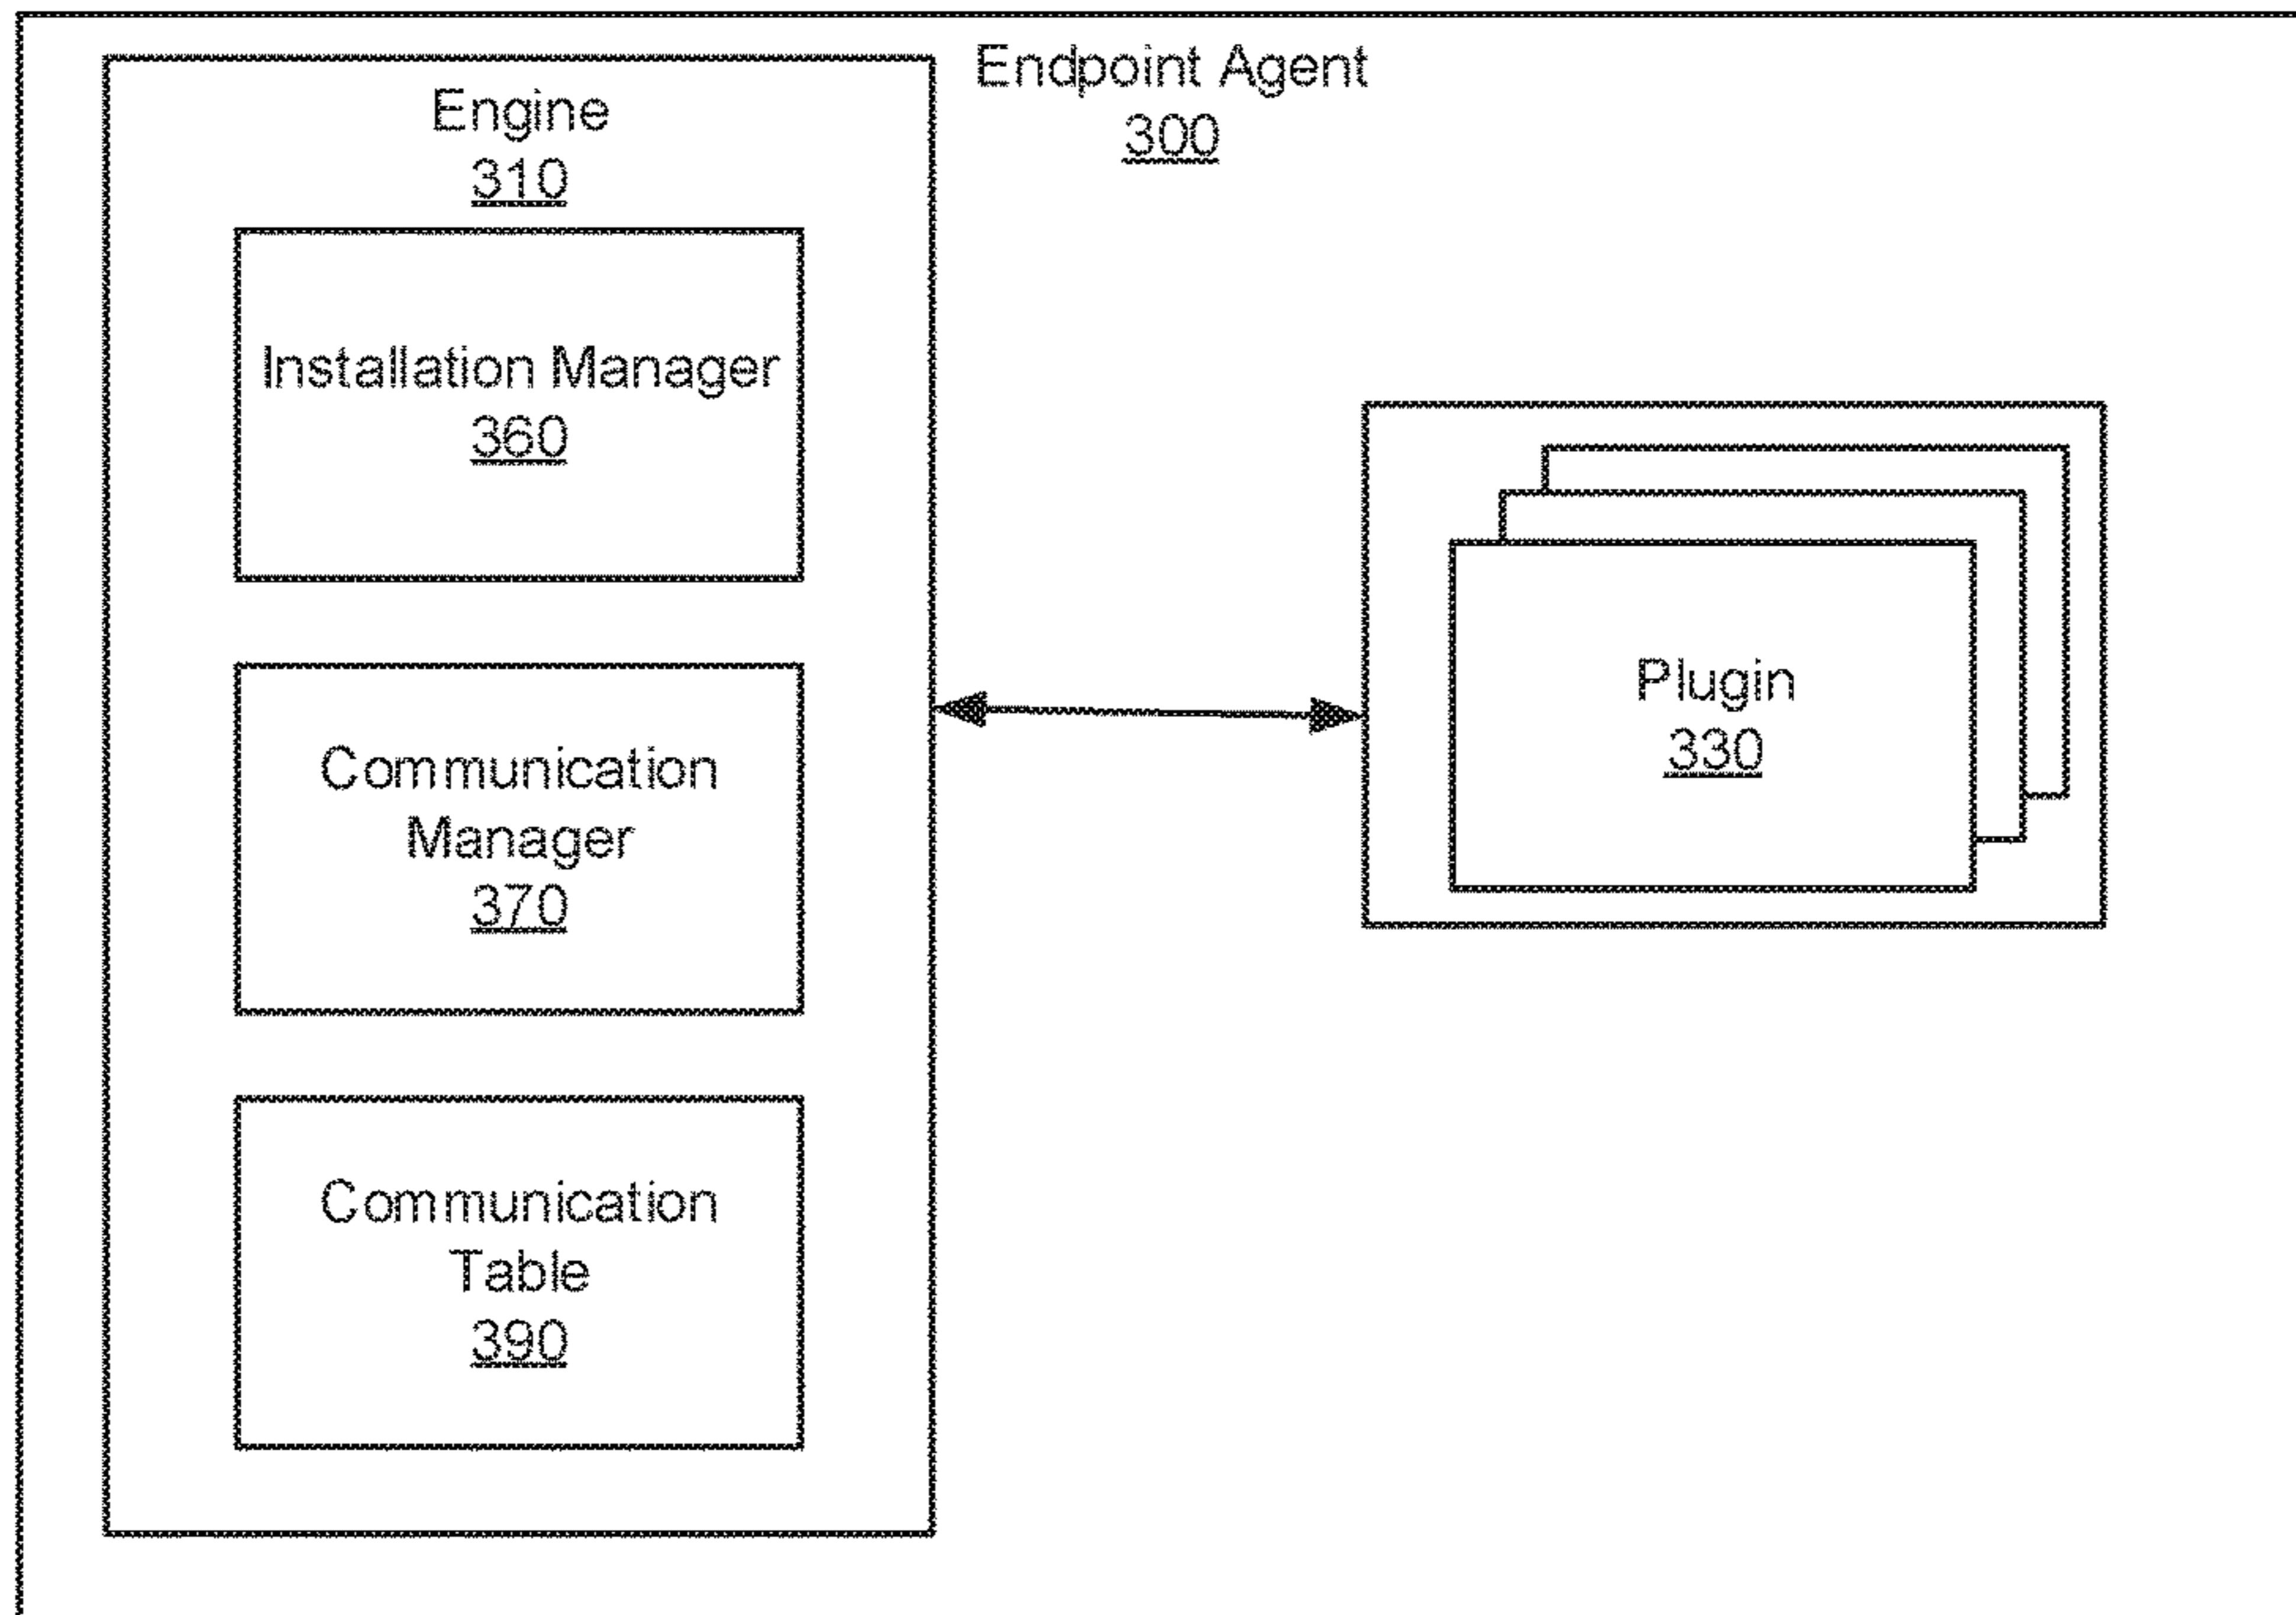 Endpoint Agent
300
Engine
310
Installation Manager
360
Communication
Manager
370
Communication
Table
390
Plugin
330